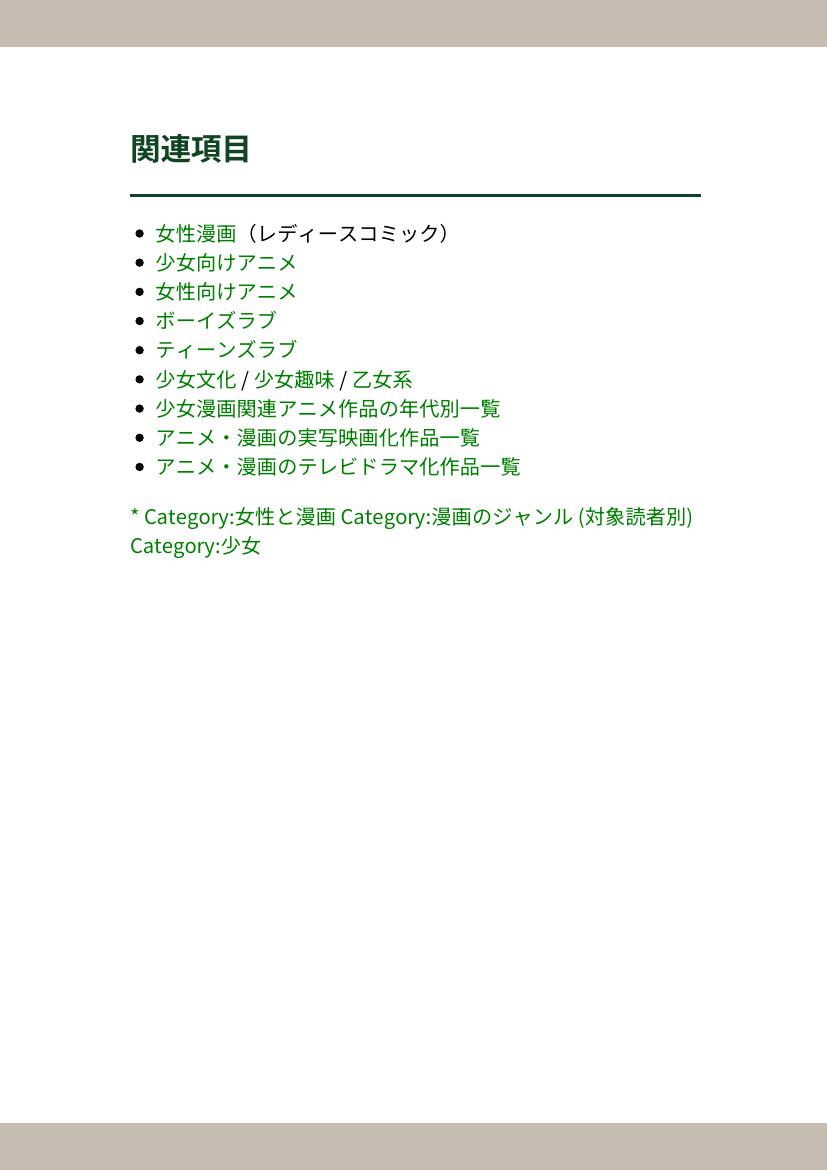 関連項目
女性漫画（レディースコミック）
少女向けアニメ
女性向けアニメ
ボーイズラブ
ティーンズラブ
少女文化 / 少女趣味 / 乙女系
少女漫画関連アニメ作品の年代別一覧
アニメ・漫画の実写映画化作品一覧
アニメ・漫画のテレビドラマ化作品一覧
* Category:女性と漫画 Category:漫画のジャンル (対象読者別)
Category:少女